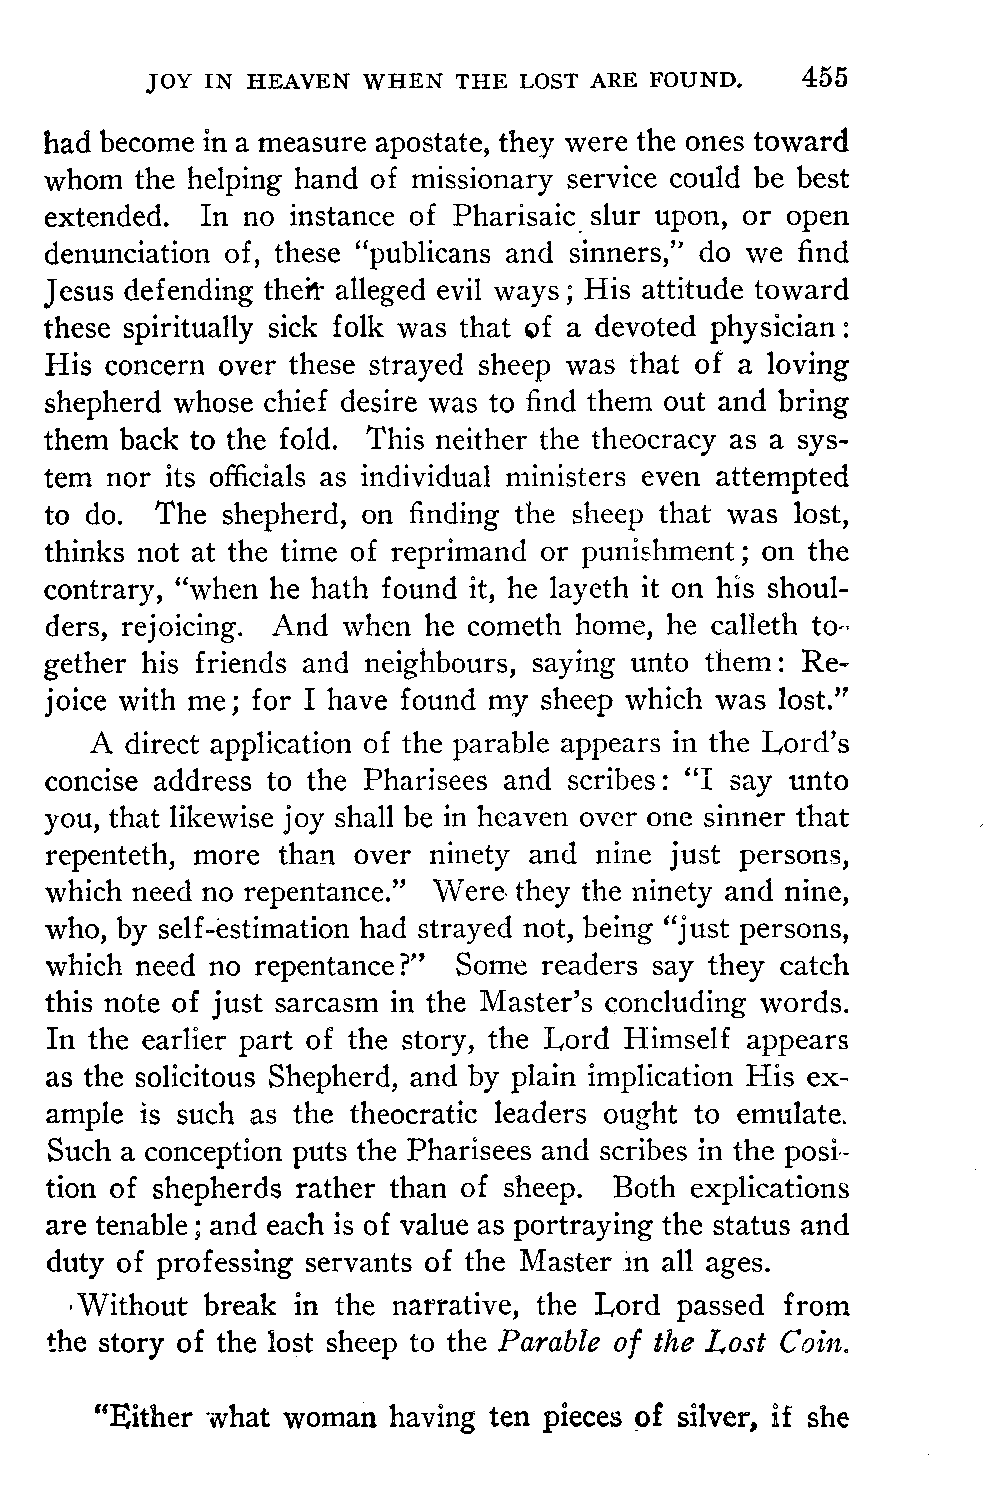 JOY IN HEAVEN WHEN THE LOST ARE FOUND. 455
had become in a measure apostate, they were the ones toward
whom the helping hand of missionary service could be best
extended. In no instance of Pharisaic slur upon, or open
denunciation of, these “publicans and sinners,” do we find
Jesus defending their alleged evil ways; His attitude toward
these spiritually sick folk was that of a devoted physician:
His concern over these strayed sheep was that of a loving
shepherd whose chief desire was to find them out and bring
them back to the fold. This neither the theocracy as a sys-
tem nor its officials as individual ministers even attempted
to do. The shepherd, on finding the sheep that was lost,
thinks not at the time of reprimand or punishment; on the
contrary, “when he hath found it, he layeth it on his shoul-
ders, rejoicing. And when he cometh home, he calleth to-
gether his friends and neighbours, saying unto them: Re-
joice with me; for I have found my sheep which was lost.”
A direct application of the parable appears in the Lord’s
concise address to the Pharisees and scribes: “I say unto
you, that likewise joy shall be in heaven over one sinner that
repenteth, more than over ninety and nine just persons,
which need no repentance.” Were they the ninety and nine,
who, by self-estimation had strayed not, being “just persons,
which need no repentance?” Some readers say they catch
this note of just sarcasm in the Master’s concluding words.
In the earlier part of the story, the Lord Himself appears
as the solicitous Shepherd, and by plain implication His ex-
ample is such as the theocratic leaders ought to emulate.
Such a conception puts the Pharisees and scribes in the posi-
tion of shepherds rather than of sheep. Both explications
are tenable; and each is of value as portraying the status and
duty of professing servants of the Master in all ages.
Without break in the narrative, the Lord passed from
the story of the lost sheep to the Parable of the Lost Coin.
“Either what woman having ten pieces of silver, if she